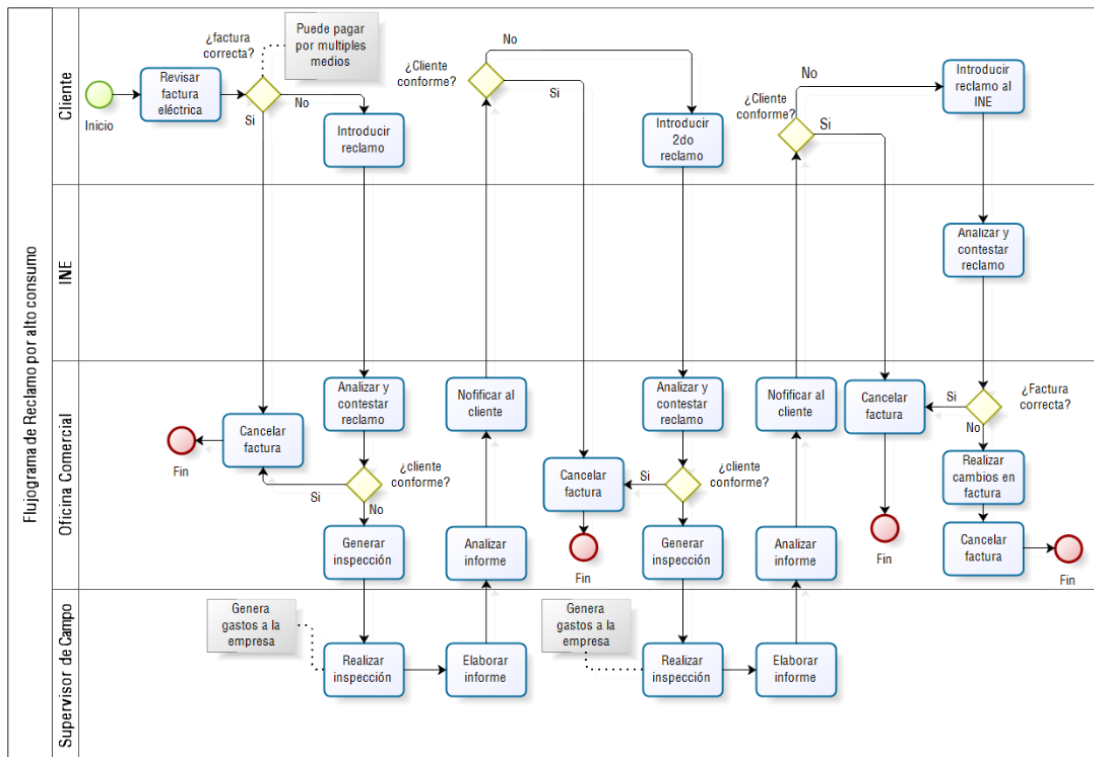 Flujograma de Reclamo por alto consumo
Cliente
Inicio
Revisar
factura
eléctrica
¿factura
correcta?
Puede pagar
por multiples
medios
No
Si
Introducir
reclamo
¿Cliente
conforme?
No
Si
Introducir
2do
reclamo
¿Cliente
conforme?
No
Si
Introducir
reclamo al
INE
INE
Analizar y
contestar
reclamo
Oficina Comercial
Fin
Cancelar
factura
Analizar y
contestar
reclamo
¿cliente
conforme?
Si
No
Generar
inspección
Nofificar al
cliente
Analizar
informe
Cancelar
factura
Fin
Analizar y
contestar
reclamo
¿cliente
conforme?
Si
No
Generar
inspección
Nofificar al
cliente
Analizar
informe
Cancelar
factura
Fin
Si
¿Factura
correcta?
No
Realizar
cambios en
factura
Cancelar
factura
Fin
Supervisor de Campo
Genera
gastos a la
empresa
Realizar
inspección
Elaborar
informe
Genera
gastos a la
empresa
Realizar
inspección
Elaborar
informe